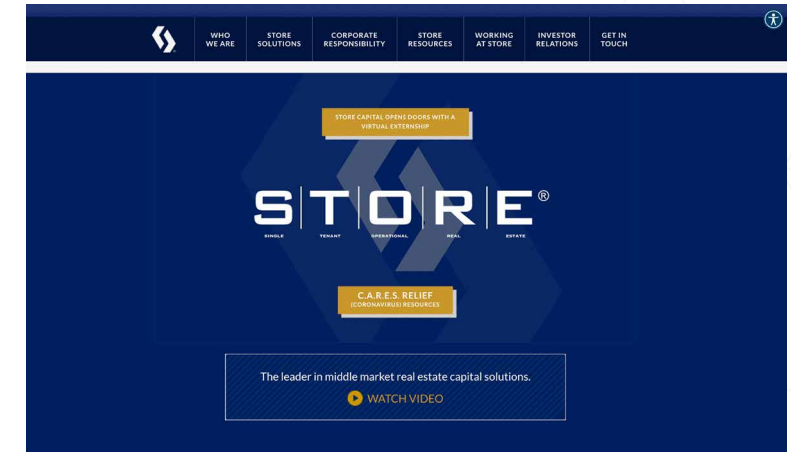 WHO
WE ARE
STORE
SOLUTIONS
CORPORATE
RESPONSIBILITY
STORE
RESOURCES
WORKING
AT STORE
INVESTOR
RELATIONS
GET IN
TOUCH
STORE CAPITAL OPENS DOORS WITH A
VIRTUAL EXTERNSHIP
S|T|O|R|E®
SINGLE TENANT OPERATIONAL REAL ESTATE
C.A.R.E.S. RELIEF
(CORONAVIRUS) RESOURCES
The leader in middle market real estate capital solutions.
WATCH VIDEO